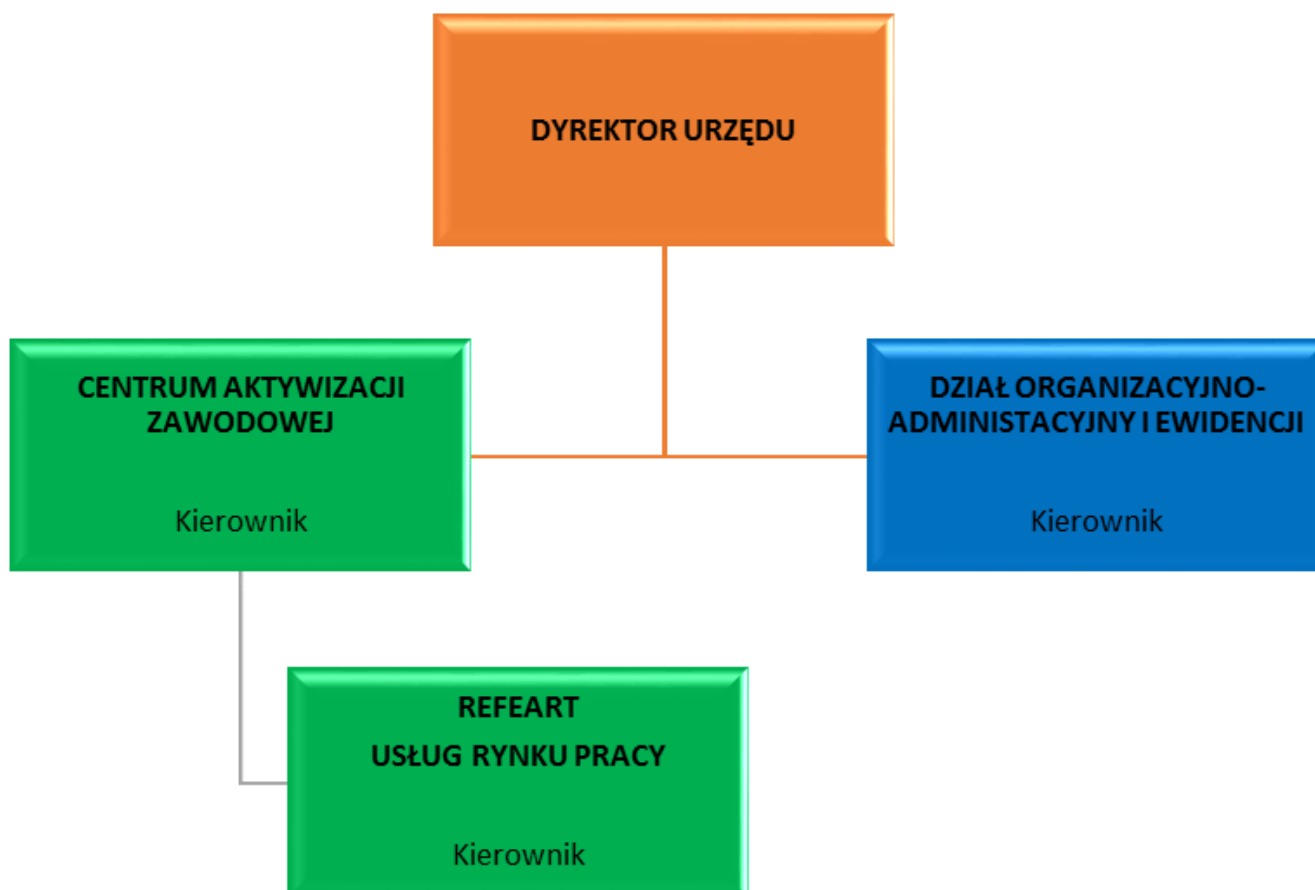 DYREKTOR URZĘDU
CENTRUM AKTYWIZACJI
ZAWODOWEJ
Kierownik
DZIAŁ ORGANIZACYJNO-
ADMINISTACYJNY I EWIDENCJI
Kierownik
REFEART
USŁUG RYNKU PRACY
Kierownik